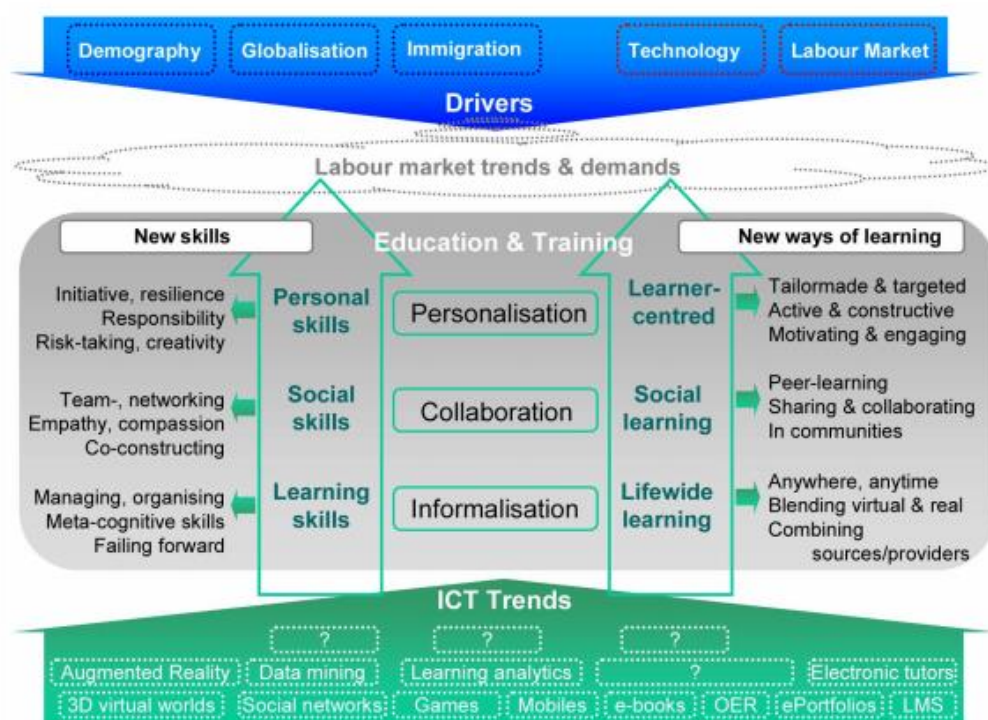 Demography
Globalisation
Immigration
Technology
Labour Market
Drivers
Labour market trends & demands
New skills
Education & Training
New ways of learning
Initiative, resilience
Responsibility
Risk-taking, creativity
Personal
skills
Personalisation
Learner-
centred
Tailormade & targeted
Active & constructive
Motivating & engaging
Team-, networking
Empathy, compassion
Co-constructing
Social
skills
Collaboration
Social
learning
Peer-learning
Sharing & collaborating
In communities
Managing, organising
Meta-cognitive skills
Failing forward
Learning
skills
Informalisation
Lifewide
learning
Anywhere, anytime
Blending virtual & real
Combining
sources/providers
ICT Trends
?
?
?
Augmented Reality
Data mining
Learning analytics
?
Electronic tutors
3D virtual worlds
Social networks
Games
Mobiles
e-books
OER
ePortfolios
LMS